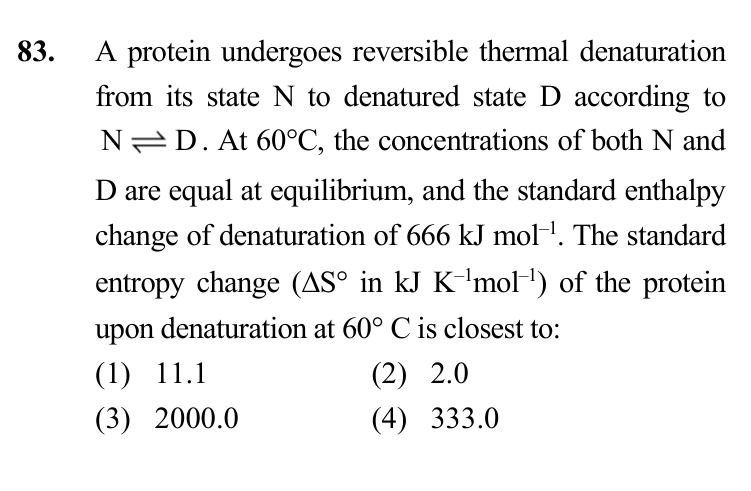 83. A protein undergoes reversible thermal denaturation
from its state N to denatured state D according to
N ⇌ D. At 60°C, the concentrations of both N and
D are equal at equilibrium, and the standard enthalpy
change of denaturation of 666 kJ mol⁻¹. The standard
entropy change (ΔS° in kJ K⁻¹mol⁻¹) of the protein
upon denaturation at 60° C is closest to:
(1) 11.1 (2) 2.0
(3) 2000.0 (4) 333.0